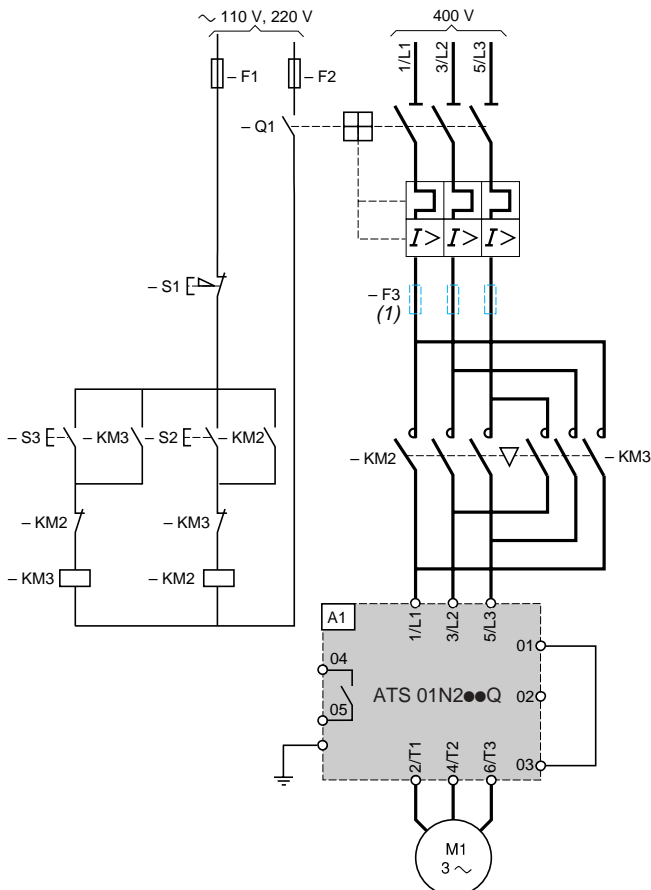 ∼ 110 V, 220 V
400 V
1/L1
3/L2
5/L3
– F1
– F2
– Q1
I>
I>
I>
– S1
– F3
(1)
– S3
– KM3
– S2
– KM2
– KM2
– KM3
– KM2
– KM3
– KM3
– KM2
A1
1/L1
3/L2
5/L3
01
04
ATS 01N2●●Q
02
05
03
2/T1
4/T2
6/T3
M1
3 ∼